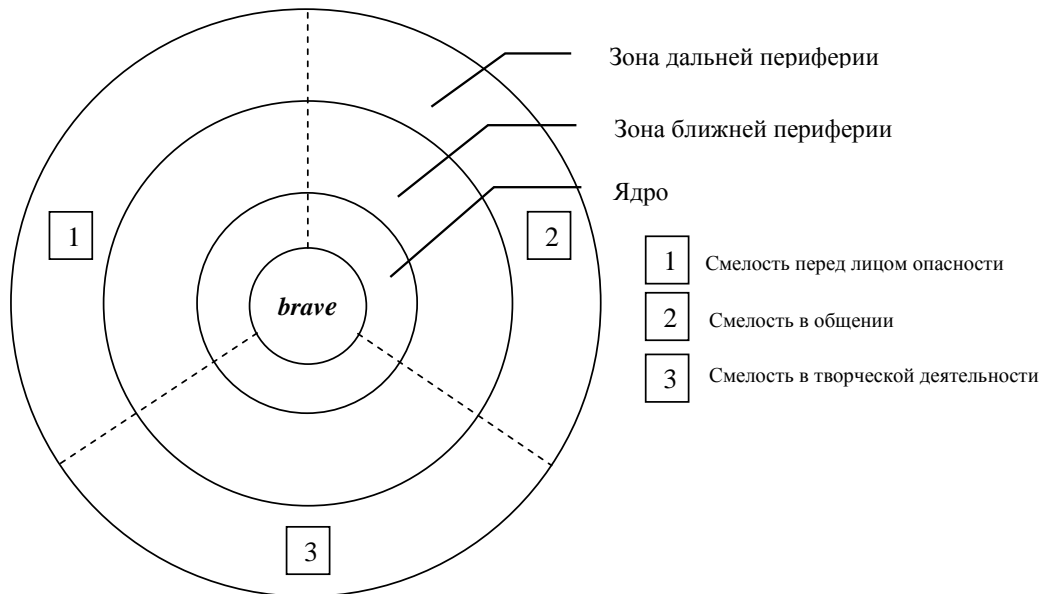 Зона дальней периферии
Зона ближней периферии
Ядро
1
2
brave
3
1 Смелость перед лицом опасности
2 Смелость в общении
3 Смелость в творческой деятельности